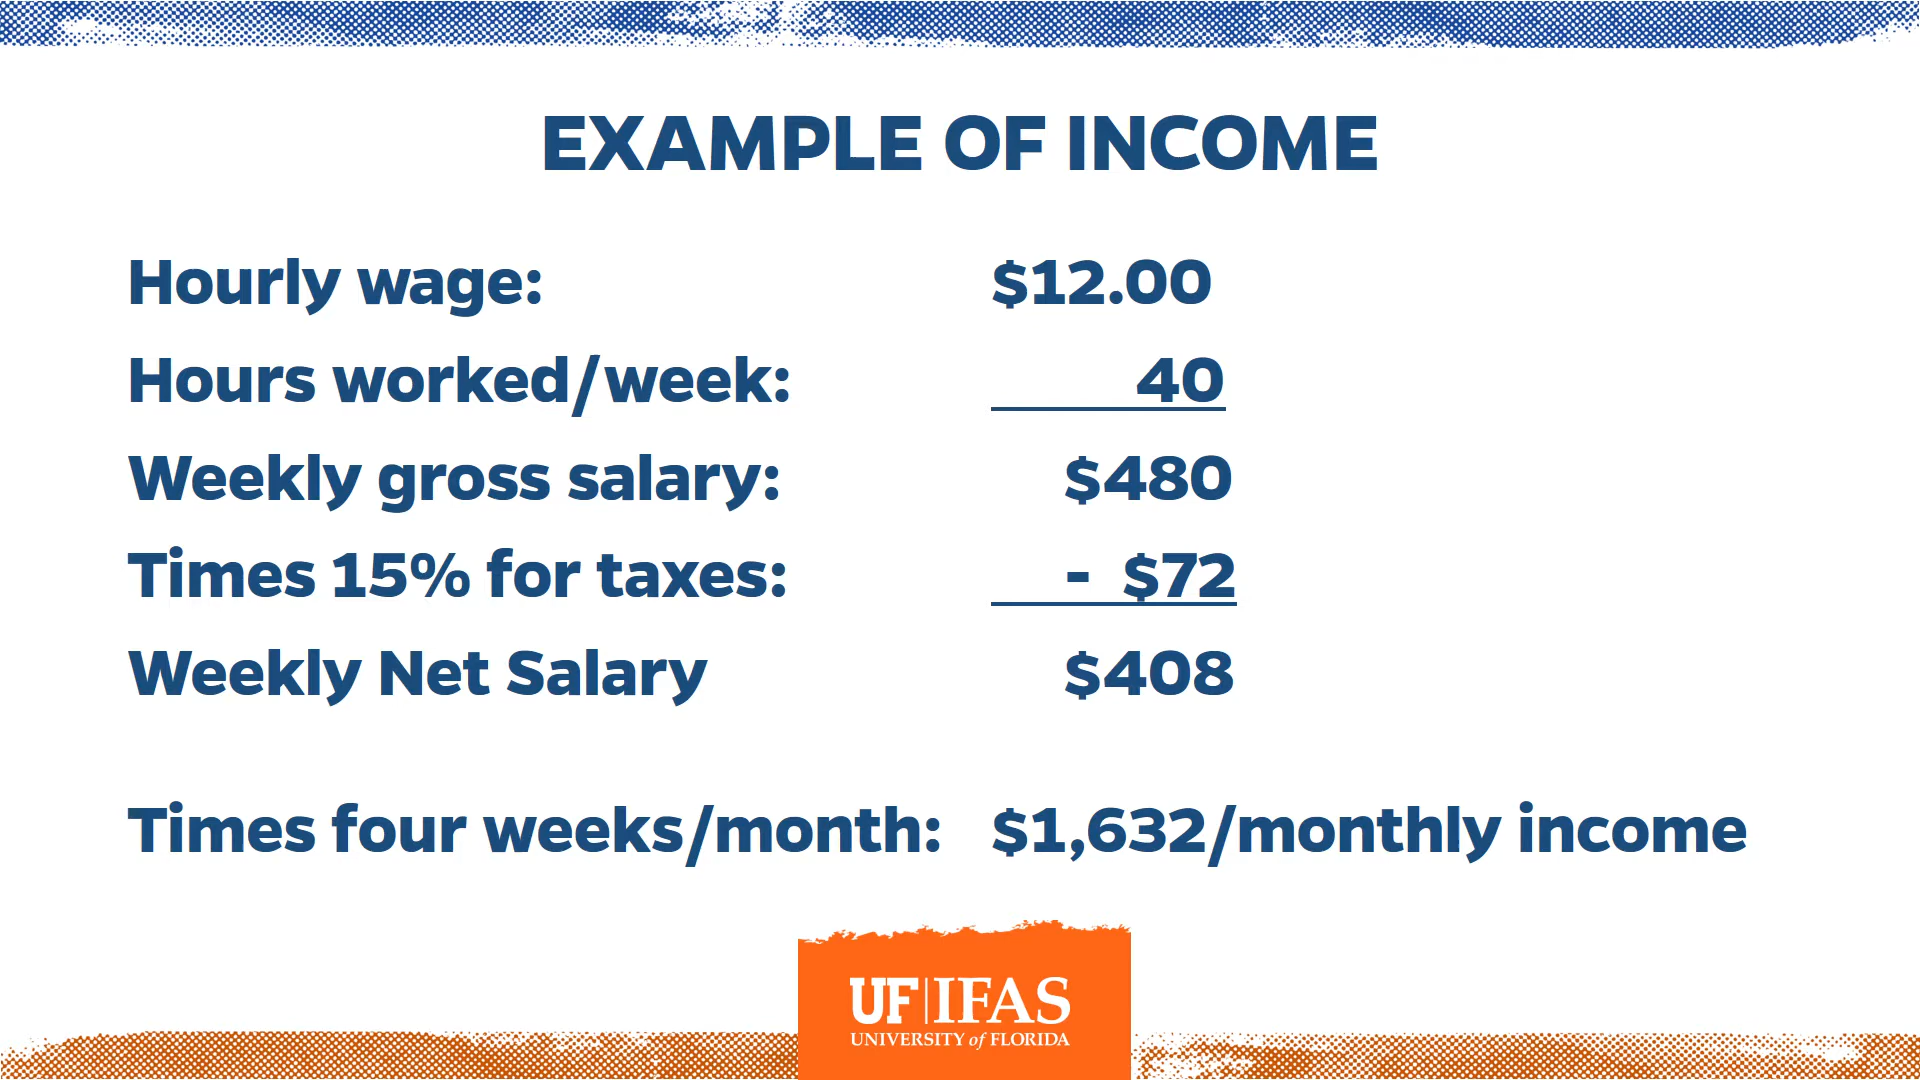 EXAMPLE OF INCOME
Hourly wage: $12.00
Hours worked/week: 40
Weekly gross salary: $480
Times 15% for taxes: - $72
Weekly Net Salary $408
Times four weeks/month: $1,632/monthly income
UF|IFAS
UNIVERSITY of FLORIDA